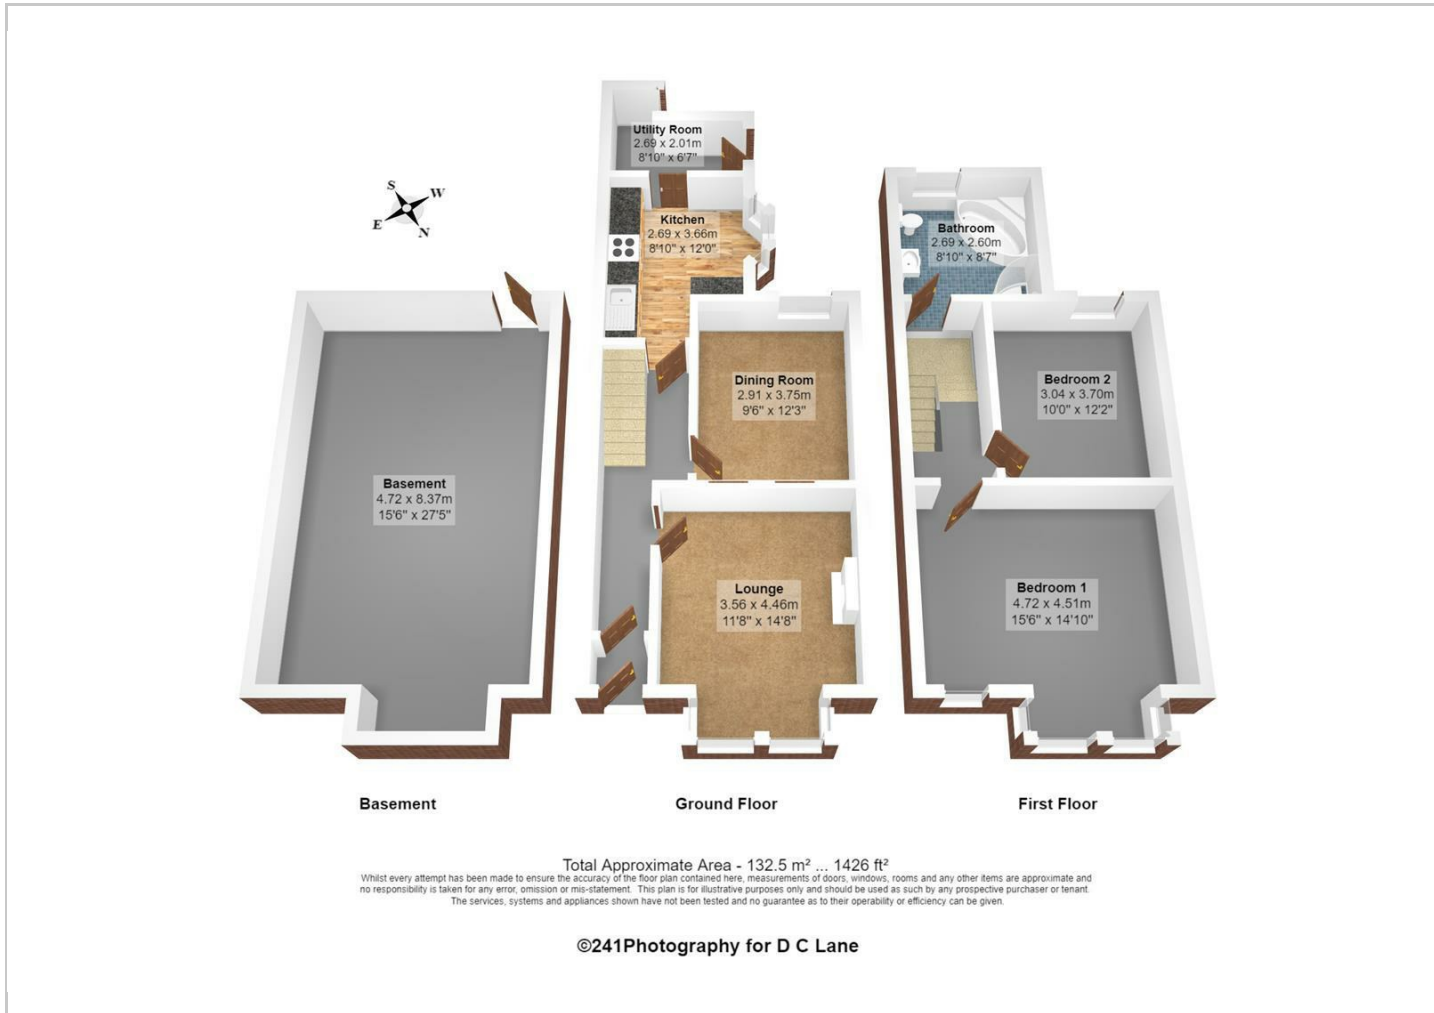 S
W
E
N
Utility Room
2.69 x 2.01m
8'10" x 6'7"
Kitchen
2.69 x 3.66m
8'10" x 12'0"
Bathroom
2.69 x 2.60m
8'10" x 8'7"
Dining Room
2.91 x 3.75m
9'6" x 12'3"
Bedroom 2
3.04 x 3.70m
10'0" x 12'2"
Basement
4.72 x 8.37m
15'6" x 27'5"
Lounge
3.56 x 4.46m
11'8" x 14'8"
Bedroom 1
4.72 x 4.51m
15'6" x 14'10"
Basement
Ground Floor
First Floor
Total Approximate Area - 132.5 m² ... 1426 ft²
Whilst every attempt has been made to ensure the accuracy of the floor plan contained here, measurements of doors, windows, rooms and any other items are approximate and
no responsibility is taken for any error, omission or mis-statement. This plan is for illustrative purposes only and should be used as such by any prospective purchaser or tenant.
The services, systems and appliances shown have not been tested and no guarantee as to their operability or efficiency can be given.
©241Photography for D C Lane